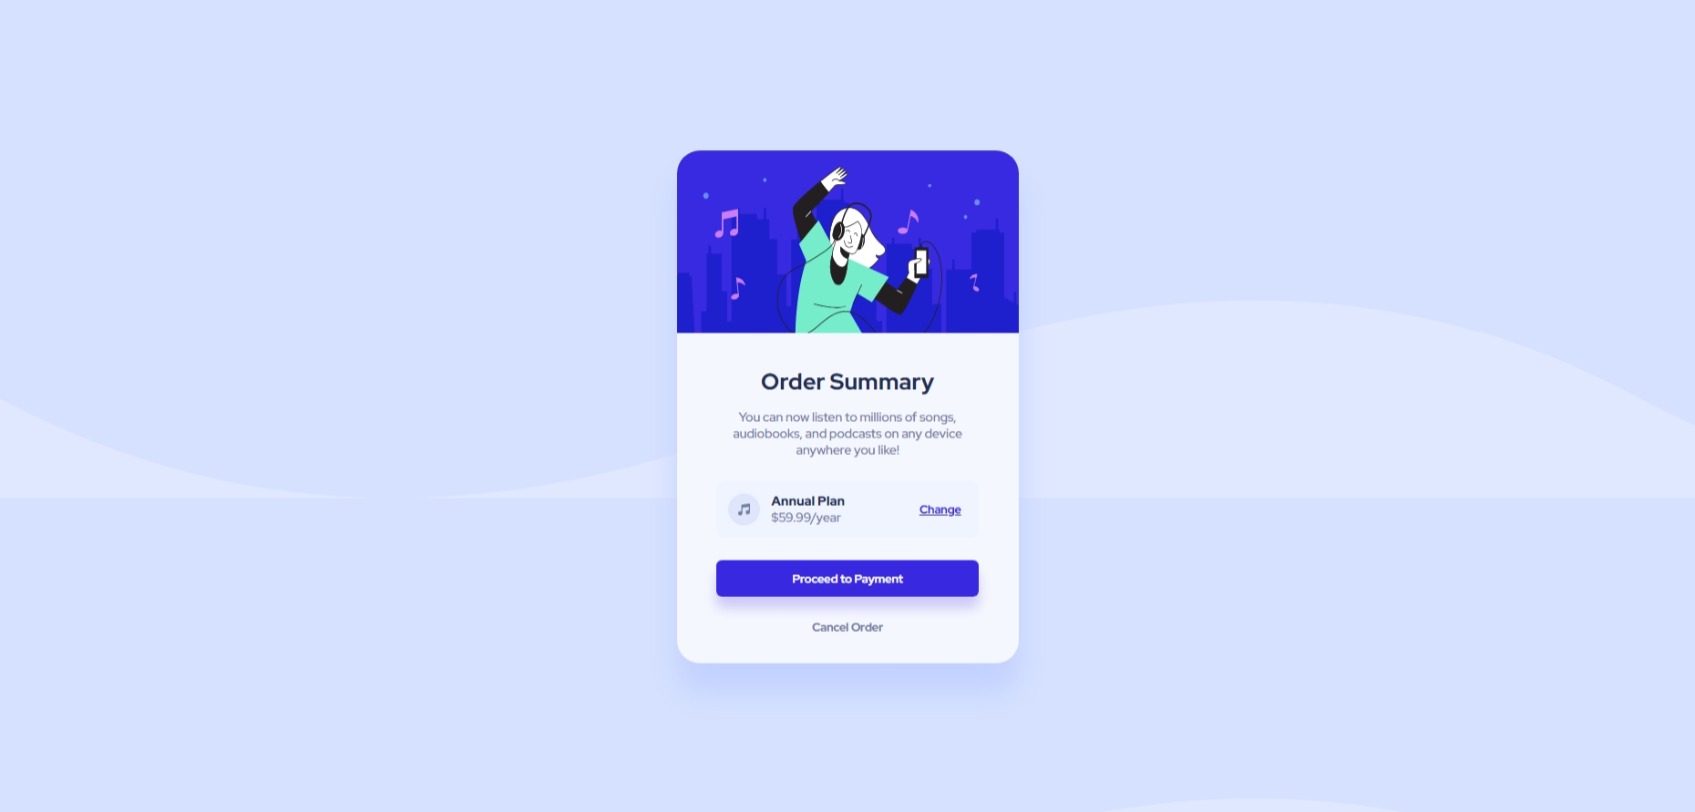 Order Summary
You can now listen to millions of songs,
audiobooks, and podcasts on any device
anywhere you like!
Annual Plan
$59.99/year
Change
Proceed to Payment
Cancel Order